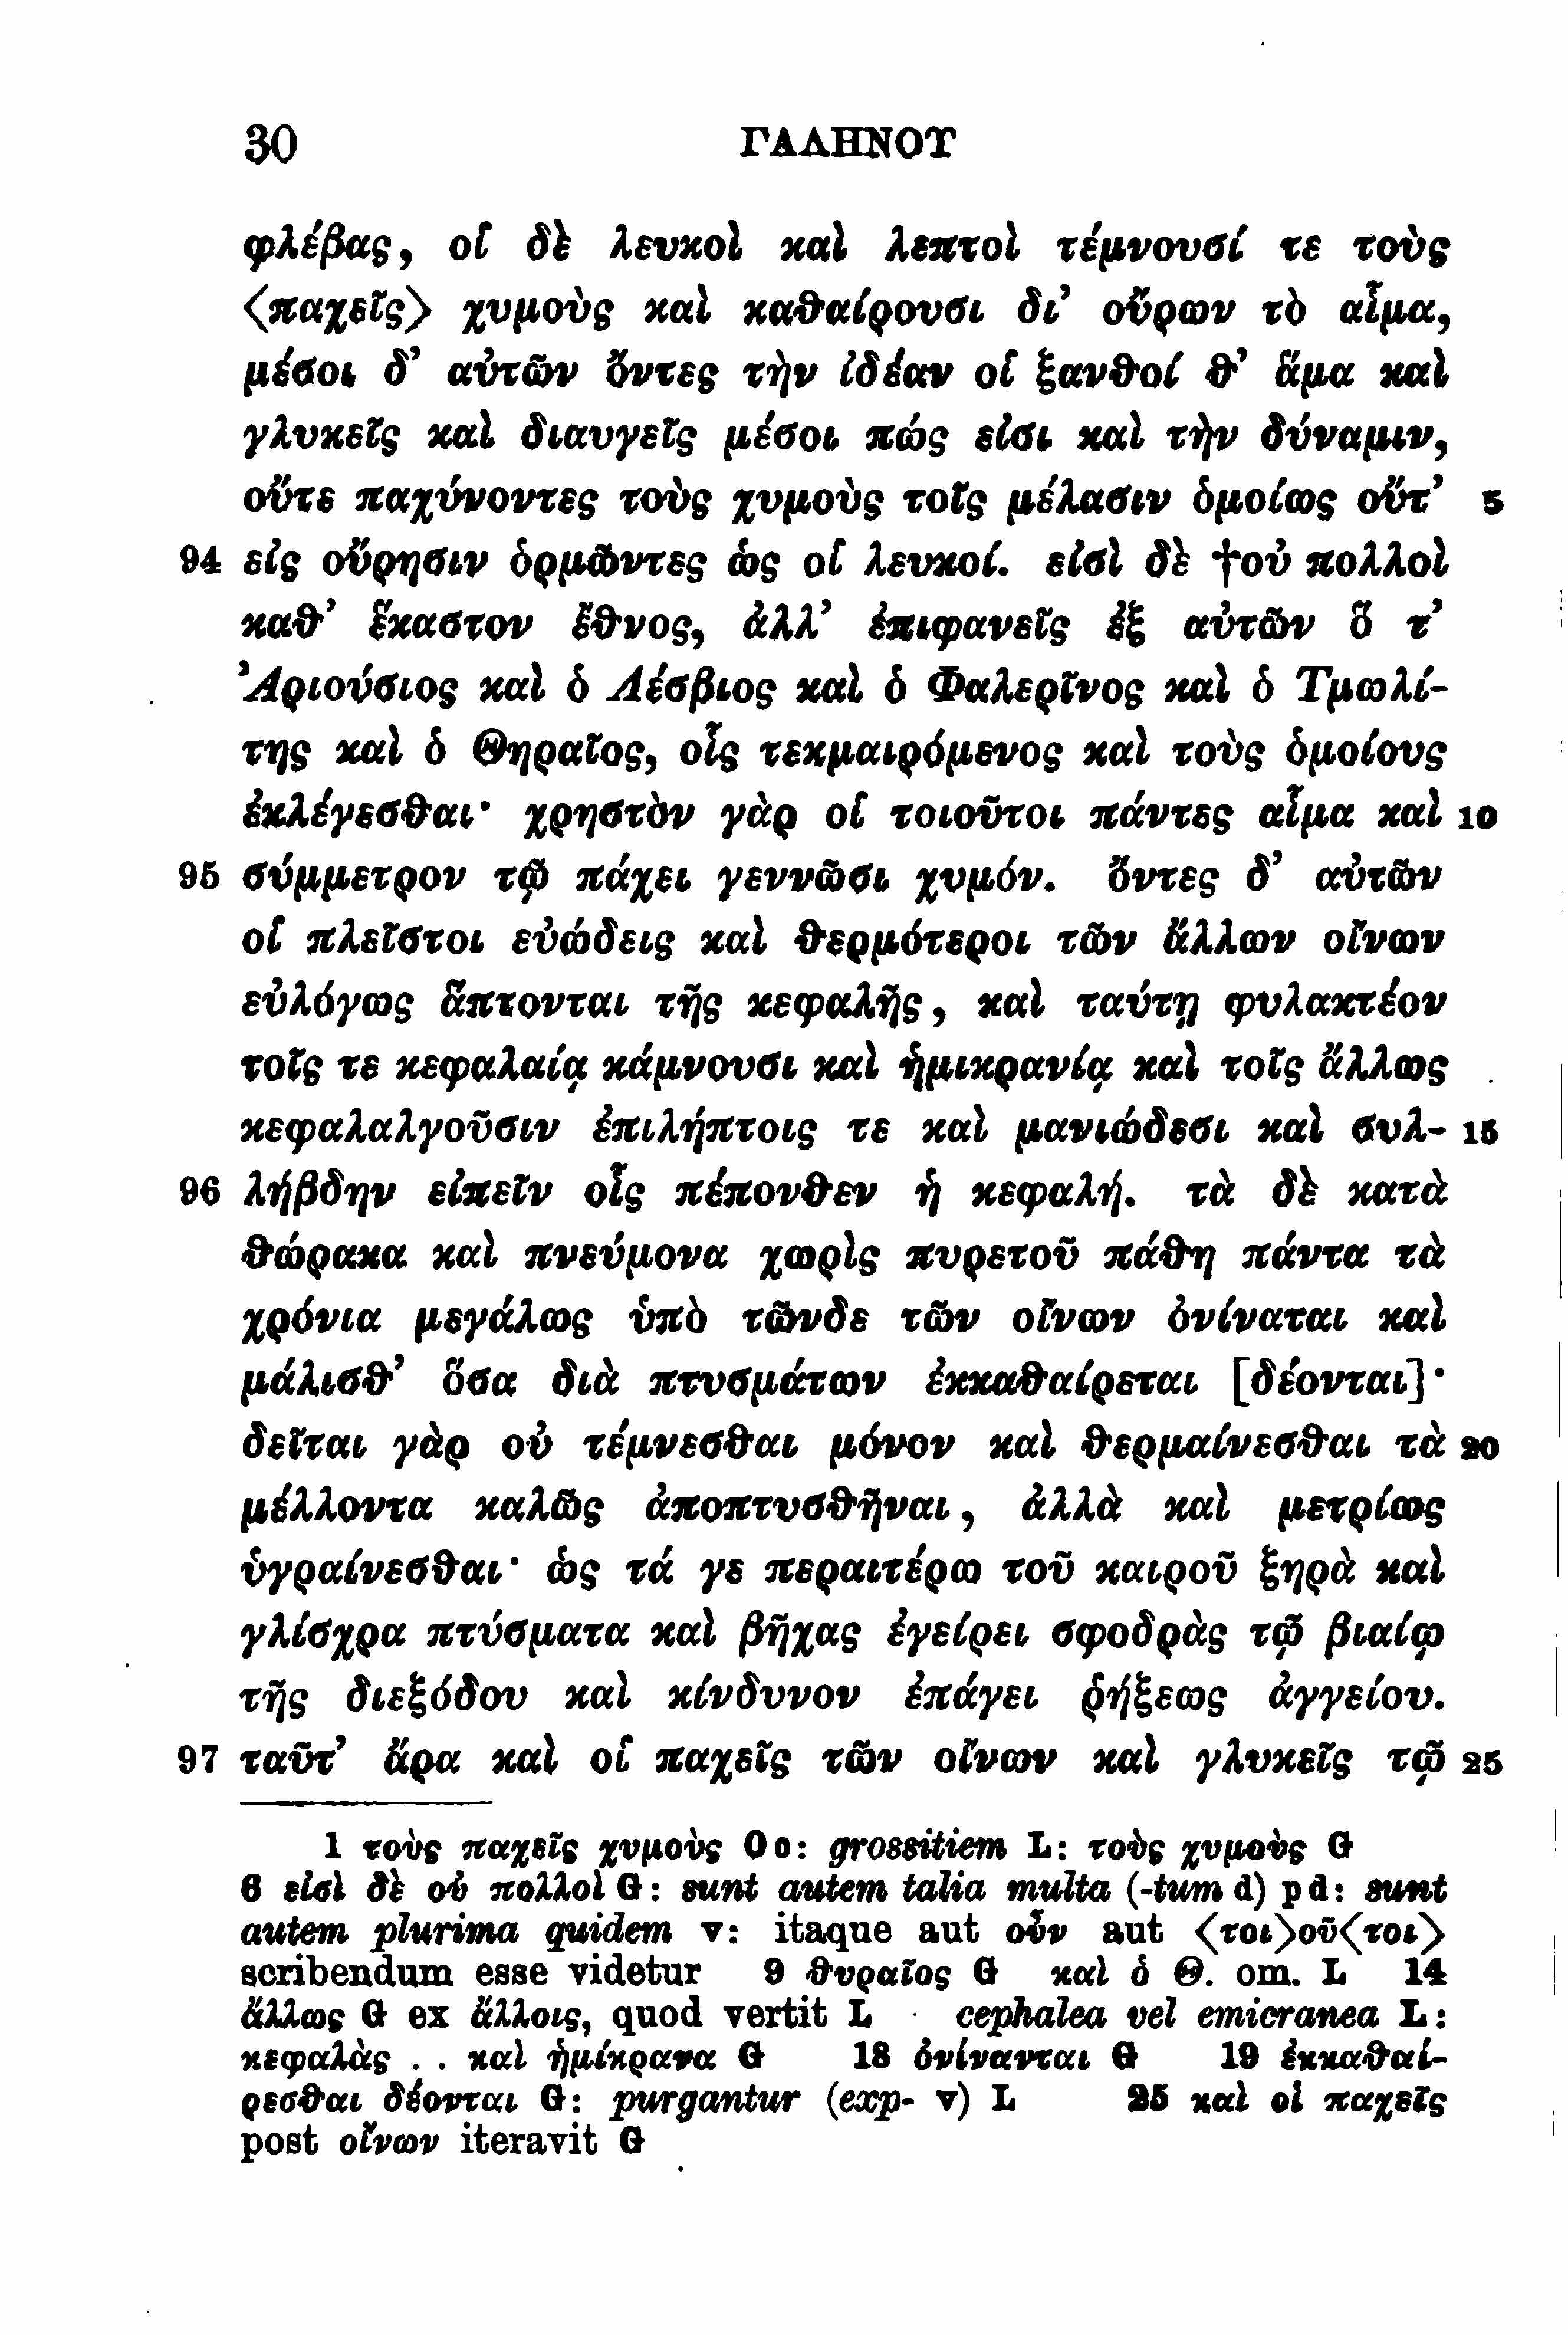 30 ΓΑΛΗΝΟΥ
φλέβας, οἱ δὲ λευκοὶ καὶ λεπτοὶ τέμνουσί τε τοὺς
⟨παχεῖς⟩ χυμοὺς καὶ καθαίρουσι δι’ οὔρων τὸ αἷμα,
μέσοι δ’ αὐτῶν ὄντες τὴν ἰδέαν οἱ ξανθοί θ’ ἅμα καὶ
γλυκεῖς καὶ διαυγεῖς μέσοι πώς εἰσι καὶ τὴν δύναμιν,
οὔτε παχύνοντες τοὺς χυμοὺς τοῖς μέλασιν ὁμοίως οὔτ’ 5
94 εἰς οὔρησιν ὁρμῶντες ὡς οἱ λευκοί. εἰσὶ δὲ †οὐ πολλοὶ
καθ’ ἕκαστον ἔθνος, ἀλλ’ ἐπιφανεῖς ἐξ αὐτῶν ὅ τ’
Ἀριούσιος καὶ ὁ Λέσβιος καὶ ὁ Φαλερῖνος καὶ ὁ Τμωλί-
της καὶ ὁ Θηραῖος, οἷς τεκμαιρόμενος καὶ τοὺς ὁμοίους
ἐκλέγεσθαι· χρηστὸν γὰρ οἱ τοιοῦτοι πάντες αἷμα καὶ 10
95 σύμμετρον τῷ πάχει γεννῶσι χυμόν. ὄντες δ’ αὐτῶν
οἱ πλεῖστοι εὐώδεις καὶ θερμότεροι τῶν ἄλλων οἴνων
εὐλόγως ἅπτονται τῆς κεφαλῆς, καὶ ταύτῃ φυλακτέον
τοῖς τε κεφαλαίᾳ κάμνουσι καὶ ἡμικρανίᾳ καὶ τοῖς ἄλλως
κεφαλαλγοῦσιν ἐπιλήπτοις τε καὶ μανιώδεσι καὶ συλ- 15
96 λήβδην εἰπεῖν οἷς πέπονθεν ἡ κεφαλή. τὰ δὲ κατὰ
θώρακα καὶ πνεύμονα χωρὶς πυρετοῦ πάθη πάντα τὰ
χρόνια μεγάλως ὑπὸ τῶνδε τῶν οἴνων ὀνίναται καὶ
μάλισθ’ ὅσα διὰ πτυσμάτων ἐκκαθαίρεται [δέονται]·
δεῖται γὰρ οὐ τέμνεσθαι μόνον καὶ θερμαίνεσθαι τὰ 20
μέλλοντα καλῶς ἀποπτυσθῆναι, ἀλλὰ καὶ μετρίως
ὑγραίνεσθαι· ὡς τά γε περαιτέρω τοῦ καιροῦ ξηρὰ καὶ
γλίσχρα πτύσματα καὶ βῆχας ἐγείρει σφοδρὰς τῷ βιαίῳ
τῆς διεξόδου καὶ κίνδυνον ἐπάγει ῥήξεως ἀγγείου.
97 ταῦτ’ ἄρα καὶ οἱ παχεῖς τῶν οἴνων καὶ γλυκεῖς τῷ 25
1 τοὺς παχεῖς χυμοὺς Oo: grossitiem L: τοὺς χυμοὺς G
6 εἰσὶ δὲ οὐ πολλοὶ G: sunt autem talia multa (-tum d) pd: sunt
autem plurima quidem v: itaque aut οὖν aut ⟨τοι⟩οῦ⟨τοι⟩
scribendum esse videtur 9 θυραῖος G καὶ ὁ Θ. om. L 14
ἄλλως G ex ἄλλοις, quod vertit L cephalea vel emicranea L:
κεφαλὰς . . καὶ ἡμίκρανα G 18 ὀνίνανται G 19 ἐκκαθαί-
ρεσθαι δέονται G: purgantur (exp- v) L 25 καὶ οἱ παχεῖς
post οἴνων iteravit G